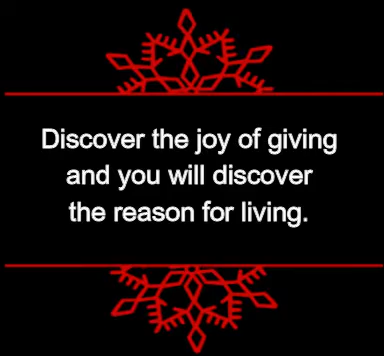 Discover the joy of giving
and you will discover
the reason for living.